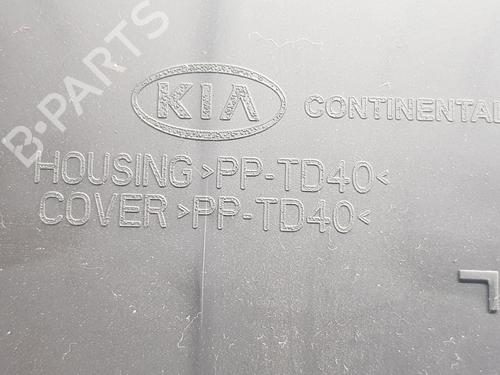 B-PARTS
KIA CONTINENTAL
HOUSING >PP-TD40<
COVER >PP-TD40<